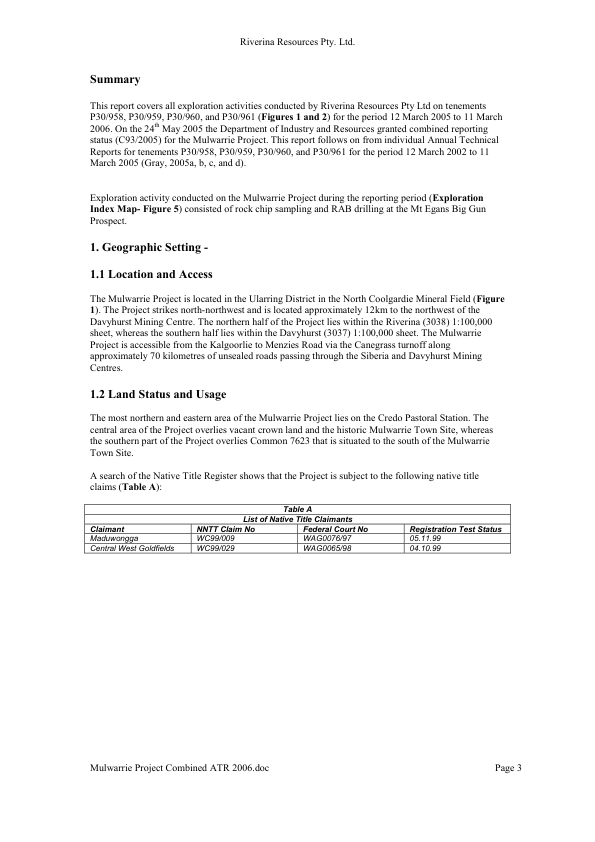 Riverina Resources Pty. Ltd.
Summary
This report covers all exploration activities conducted by Riverina Resources Pty Ltd on tenements
P30/958, P30/959, P30/960, and P30/961 (Figures 1 and 2) for the period 12 March 2005 to 11 March
2006. On the 24th May 2005 the Department of Industry and Resources granted combined reporting
status (C93/2005) for the Mulwarrie Project. This report follows on from individual Annual Technical
Reports for tenements P30/958, P30/959, P30/960, and P30/961 for the period 12 March 2002 to 11
March 2005 (Gray, 2005a, b, c, and d).
Exploration activity conducted on the Mulwarrie Project during the reporting period (Exploration
Index Map- Figure 5) consisted of rock chip sampling and RAB drilling at the Mt Egans Big Gun
Prospect.
1. Geographic Setting -
1.1 Location and Access
The Mulwarrie Project is located in the Ularring District in the North Coolgardie Mineral Field (Figure
1). The Project strikes north-northwest and is located approximately 12km to the northwest of the
Davyhurst Mining Centre. The northern half of the Project lies within the Riverina (3038) 1:100,000
sheet, whereas the southern half lies within the Davyhurst (3037) 1:100,000 sheet. The Mulwarrie
Project is accessible from the Kalgoorlie to Menzies Road via the Canegrass turnoff along
approximately 70 kilometres of unsealed roads passing through the Siberia and Davyhurst Mining
Centres.
1.2 Land Status and Usage
The most northern and eastern area of the Mulwarrie Project lies on the Credo Pastoral Station. The
central area of the Project overlies vacant crown land and the historic Mulwarrie Town Site, whereas
the southern part of the Project overlies Common 7623 that is situated to the south of the Mulwarrie
Town Site.
A search of the Native Title Register shows that the Project is subject to the following native title
claims (Table A):
Table A
List of Native Title Claimants
Claimant NNTT Claim No Federal Court No Registration Test Status
Maduwongga WC99/009 WAG0076/97 05.11.99
Central West Goldfields WC99/029 WAG0065/98 04.10.99
Mulwarrie Project Combined ATR 2006.doc Page 3